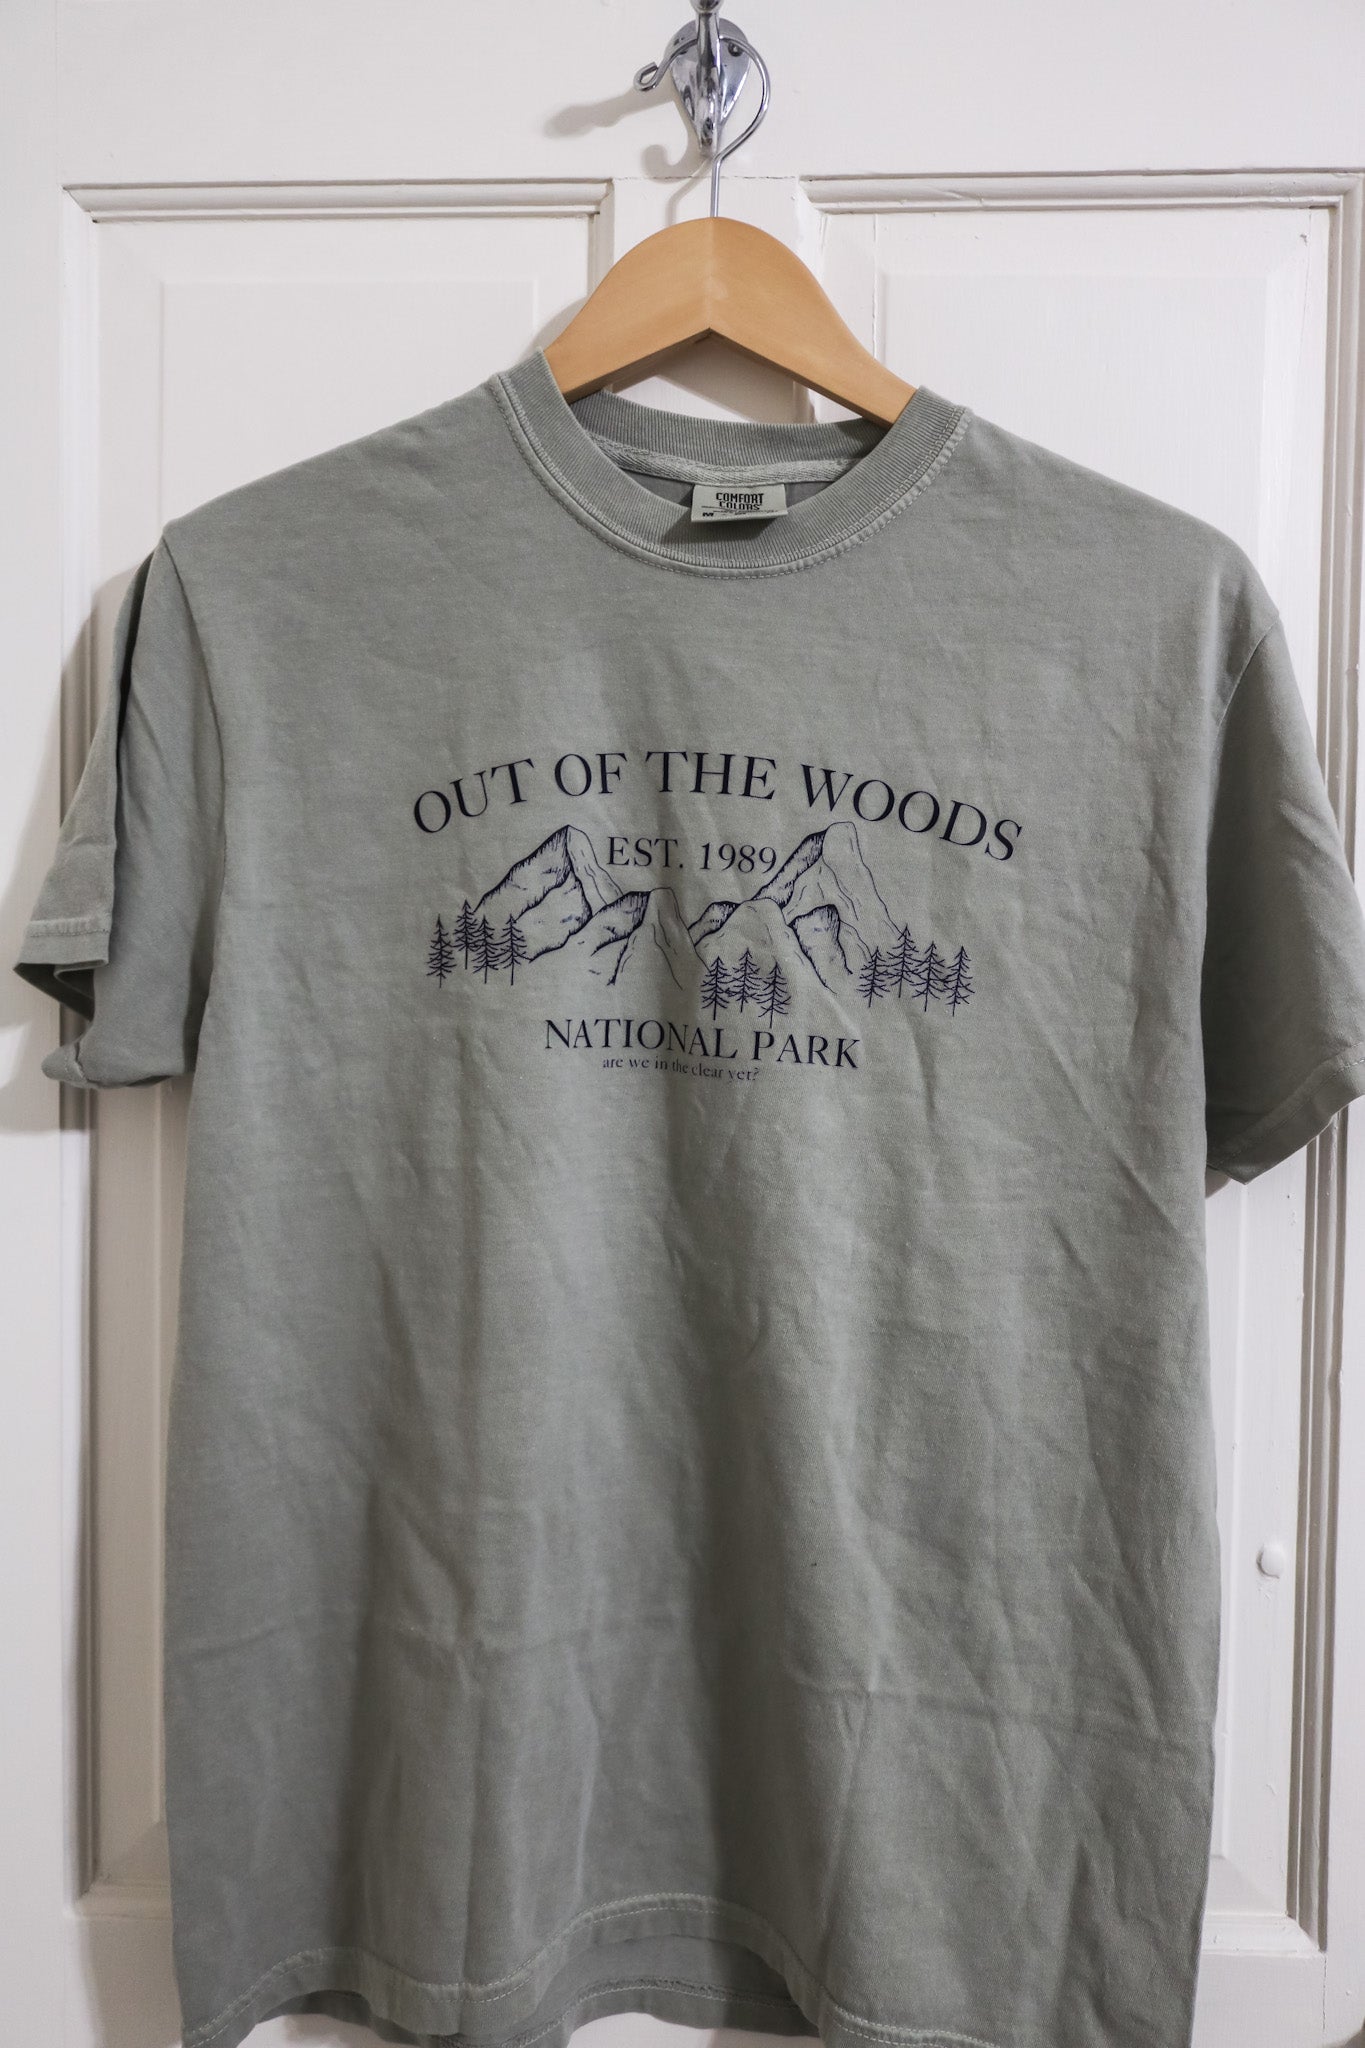 COMFORT
COLORS
M
OUT OF THE WOODS
EST. 1989
NATIONAL PARK
are we in the clear yet?